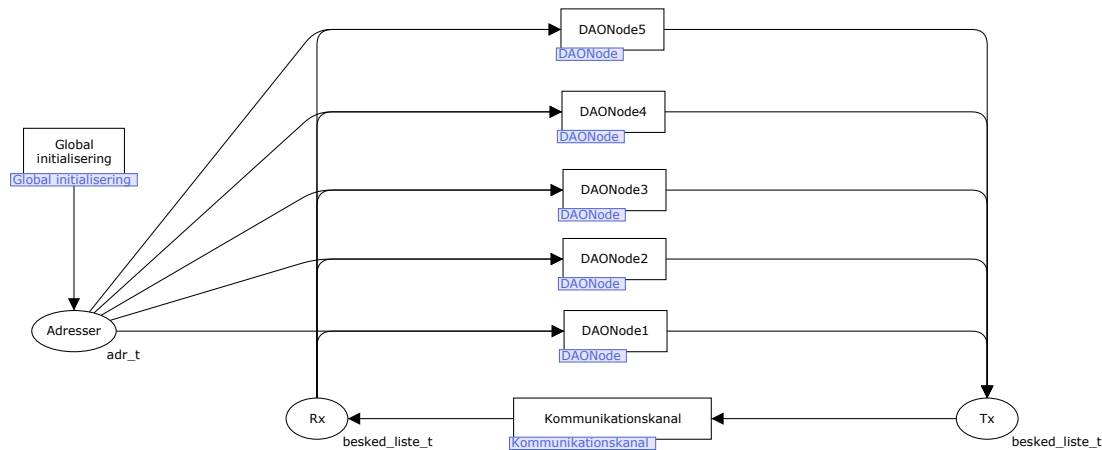 DAONode5
DAONode
DAONode4
DAONode
Global
initialisering
Global initialisering
DAONode3
DAONode
DAONode2
DAONode
Adresser
adr_t
DAONode1
DAONode
Rx
besked_liste_t
Kommunikationskanal
Kommunikationskanal
Tx
besked_liste_t